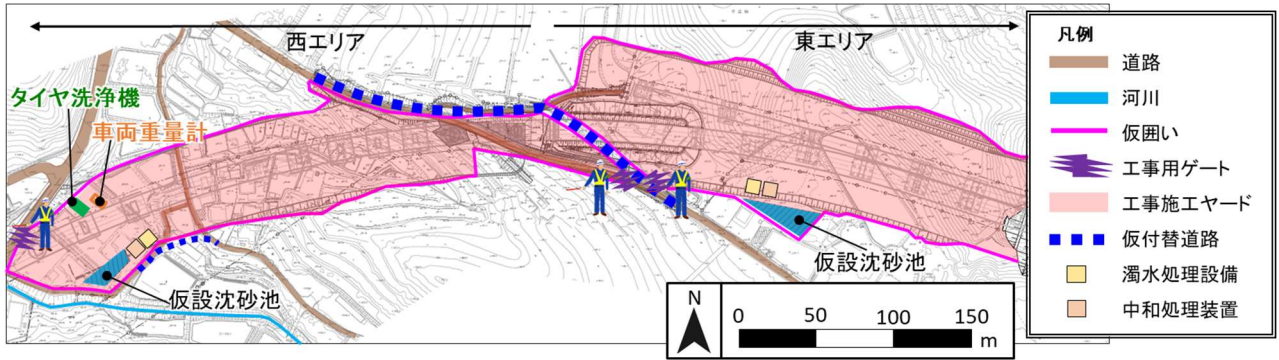 西エリア
東エリア
タイヤ洗浄機
車両重量計
仮設沈砂池
仮設沈砂池
N
0 50 100 150
m
凡例
道路
河川
仮囲い
工事用ゲート
工事施工ヤード
仮付替道路
濁水処理設備
中和処理装置